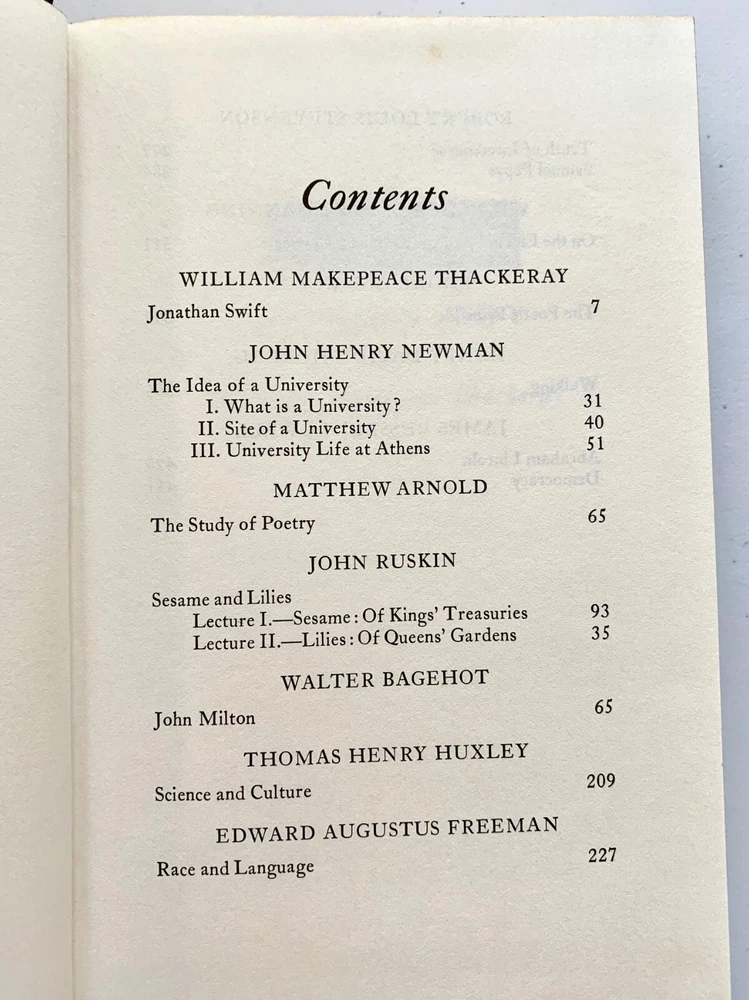 Contents
WILLIAM MAKEPEACE THACKERAY
Jonathan Swift 7
JOHN HENRY NEWMAN
The Idea of a University
I. What is a University? 31
II. Site of a University 40
III. University Life at Athens 51
MATTHEW ARNOLD
The Study of Poetry 65
JOHN RUSKIN
Sesame and Lilies
Lecture I.—Sesame: Of Kings' Treasuries 93
Lecture II.—Lilies: Of Queens' Gardens 35
WALTER BAGEHOT
John Milton 65
THOMAS HENRY HUXLEY
Science and Culture 209
EDWARD AUGUSTUS FREEMAN
Race and Language 227